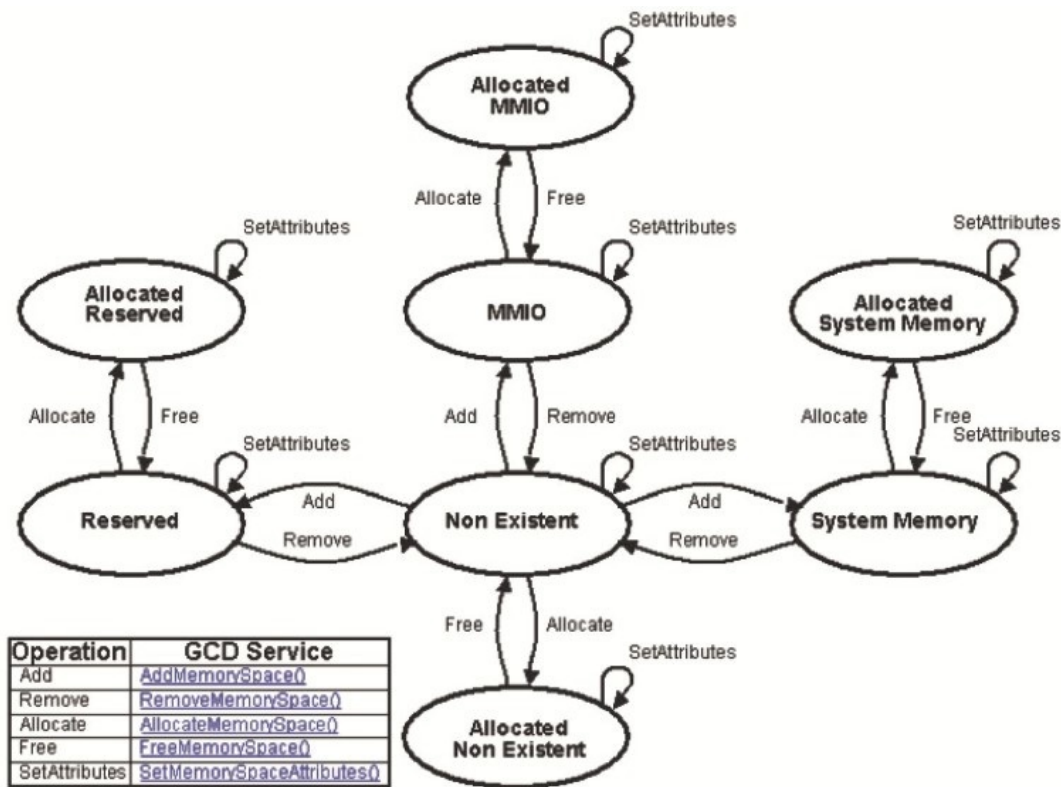 SetAttributes
Allocated
MMIO
Allocate
Free
SetAttributes
SetAttributes
SetAttributes
Allocated
Reserved
MMIO
Allocated
System Memory
Allocate
Free
Add
Remove
Allocate
Free
SetAttributes
SetAttributes
SetAttributes
Reserved
Add
Remove
Non Existent
Add
Remove
System Memory
Free
Allocate
SetAttributes
Allocated
Non Existent
Operation GCD Service
Add AddMemorySpace()
Remove RemoveMemorySpace()
Allocate AllocateMemorySpace()
Free FreeMemorySpace()
SetAttributes SetMemorySpaceAttributes()